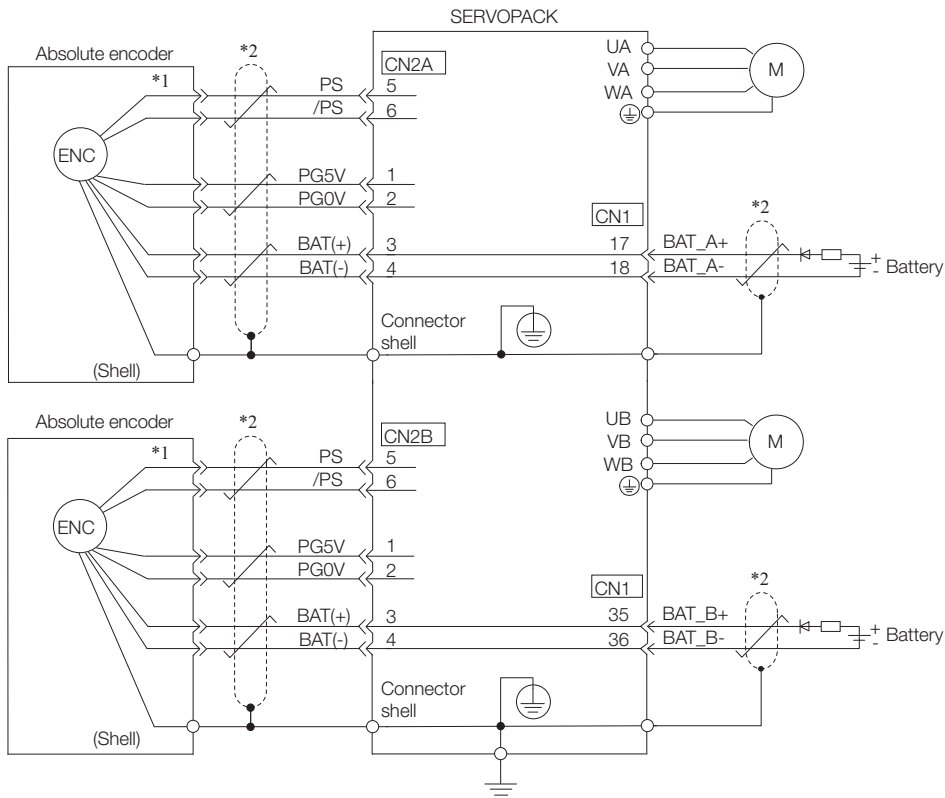 SERVOPACK
Absolute encoder
*2
*1
ENC
(Shell)
CN2A
PS
5
/PS
6
PG5V
1
PG0V
2
BAT(+)
3
BAT(-)
4
Connector
shell
UA
VA
WA
M
CN1
17
BAT_A+
18
BAT_A-
*2
+
-
Battery
Absolute encoder
*2
*1
ENC
(Shell)
CN2B
PS
5
/PS
6
PG5V
1
PG0V
2
BAT(+)
3
BAT(-)
4
Connector
shell
UB
VB
WB
M
CN1
35
BAT_B+
36
BAT_B-
*2
+
-
Battery